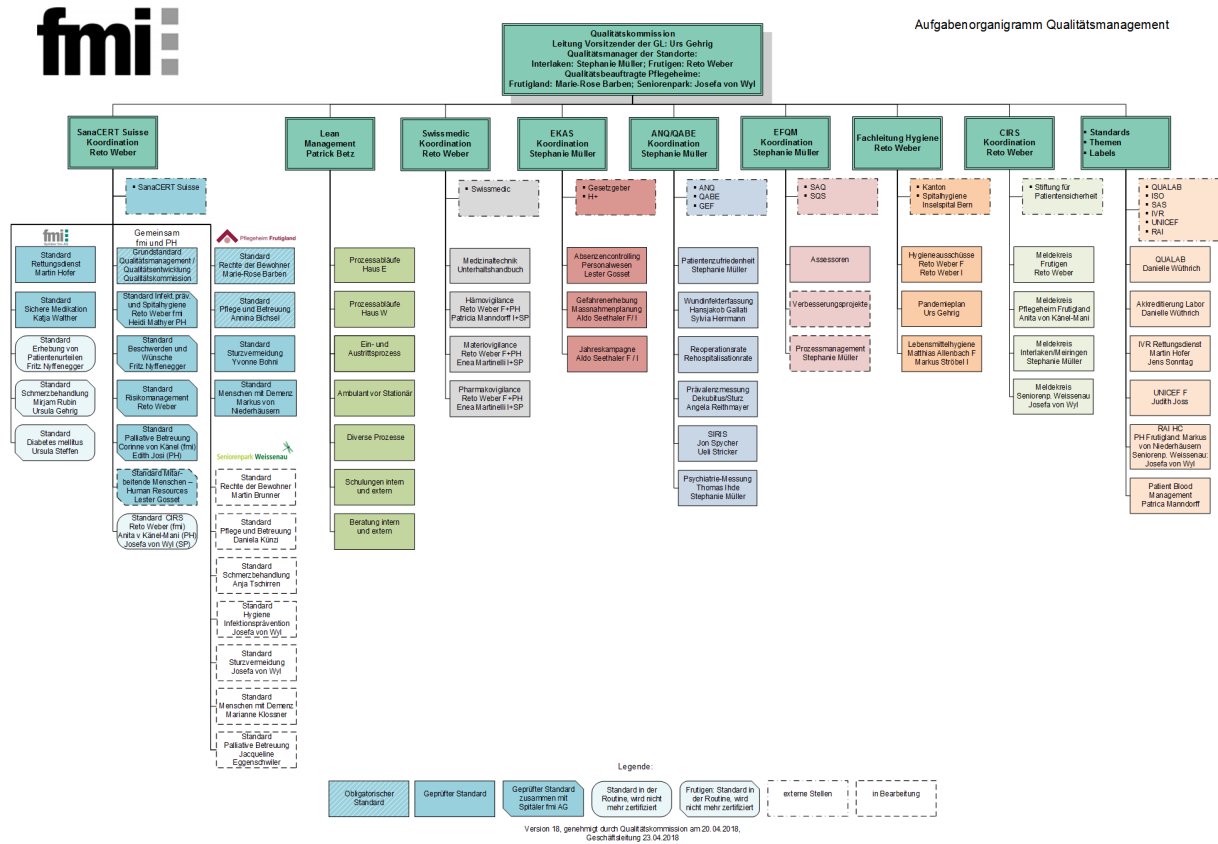 fmi
Aufgabenorganigramm Qualitätsmanagement
Qualitätskommission
Leitung Vorsitzender der GL: Urs Gehrig
Qualitätsmanager der Standorte:
Interlaken: Stephanie Müller; Frutigen: Reto Weber
Qualitätsbeauftragte Pflegeheime:
Frutigland: Marie-Rose Barben; Seniorenpark: Josefa von Wyl
SanaCERT Suisse
Koordination
Reto Weber
Lean
Management
Patrick Betz
Swissmedic
Koordination
Reto Weber
EKAS
Koordination
Stephanie Müller
ANQ/QABE
Koordination
Stephanie Müller
EFQM
Koordination
Stephanie Müller
Fachleitung Hygiene
Reto Weber
CIRS
Koordination
Reto Weber
• Standards
• Themen
• Labels
• SanaCERT Suisse
• Swissmedic
• Gesetzgeber
• H+
• ANQ
• QABE
• GEF
• SAQ
• SQS
• Kanton
• Spitalhygiene
Inselspital Bern
• Stiftung für
Patientensicherheit
• QUALAB
• ISO
• SAS
• IVR
• UNICEF
• RAI
fmi
Standard
Rettungsdienst
Martin Hofer
Standard
Sichere Medikation
Katja Walther
Standard
Erhebung von
Patientenurteilen
Fritz Nyffenegger
Standard
Schmerzbehandlung
Mirjam Rubin
Ursula Gehrig
Standard
Diabetes mellitus
Ursula Steffen
Gemeinsam
fmi und PH
Grundstandard
Qualitätsmanagement /
Qualitätsentwicklung
Qualitätskommission
Standard Infekt.präv.
und Spitalhygiene
Reto Weber fmi
Heidi Mathyer PH
Standard
Beschwerden und
Wünsche
Fritz Nyffenegger
Standard
Risikomanagement
Reto Weber
Standard
Palliative Betreuung
Corinne von Känel (fmi)
Edith Josi (PH)
Standard Mitar-
beitende Menschen –
Human Resources
Lester Gosset
Standard CIRS
Reto Weber (fmi)
Anita v Känel-Mani (PH)
Josefa von Wyl (SP)
Pflegeheim Frutigland
Standard
Rechte der Bewohner
Marie-Rose Barben
Standard
Pflege und Betreuung
Annina Bichsel
Standard
Sturzvermeidung
Yvonne Bohni
Standard
Menschen mit Demenz
Markus von
Niederhäusern
Seniorenpark Weissenau
Standard
Rechte der Bewohner
Martin Brunner
Standard
Pflege und Betreuung
Daniela Künzi
Standard
Schmerzbehandlung
Anja Tschirren
Standard
Hygiene
Infektionsprävention
Josefa von Wyl
Standard
Sturzvermeidung
Josefa von Wyl
Standard
Menschen mit Demenz
Marianne Klossner
Standard
Palliative Betreuung
Jacqueline
Eggenschwiler
Prozessabläufe
Haus E
Prozessabläufe
Haus W
Ein- und
Austrittsprozess
Ambulant vor Stationär
Diverse Prozesse
Schulungen intern
und extern
Beratung intern
und extern
Medizinaltechnik
Unterhaltshandbuch
Hämovigilance
Reto Weber F+PH
Patricia Manndorff I+SP
Materiovigilance
Reto Weber F+PH
Enea Martinelli I+SP
Pharmakovigilance
Reto Weber F+PH
Enea Martinelli I+SP
Absenzencontrolling
Personalwesen
Lester Gosset
Gefahrenerhebung
Massnahmenplanung
Aldo Seethaler F/ I
Jahreskampagne
Aldo Seethaler F / I
Patientenzufriedenheit
Stephanie Müller
Wundinfekterfassung
Hansjakob Gallati
Sylvia Herrmann
Reoperationsrate
Rehospitalisationsrate
Prävalenzmessung
Dekubitus/Sturz
Angela Reithmayer
SIRIS
Jon Spycher
Ueli Stricker
Psychiatrie-Messung
Thomas Ihde
Stephanie Müller
Assessoren
Verbesserungsprojekte
Prozessmanagement
Stephanie Müller
Hygieneausschüsse
Reto Weber F
Reto Weber I
Pandemieplan
Urs Gehrig
Lebensmittelhygiene
Matthias Allenbach F
Markus Ströbel I
Meldekreis
Frutigen
Reto Weber
Meldekreis
Pflegeheim Frutigland
Anita von Känel-Mani
Meldekreis
Interlaken/Meiringen
Stephanie Müller
Meldekreis
Seniorenp. Weissenau
Josefa von Wyl
QUALAB
Danielle Wüthrich
Akkreditierung Labor
Danielle Wüthrich
IVR Rettungsdienst
Martin Hofer
Jens Sonntag
UNICEF F
Judith Joss
RAI HC
PH Frutigland: Markus
von Niederhäusern
Seniorenp. Weissenau:
Josefa von Wyl
Patient Blood
Management
Patrica Manndorff
Legende:
Obligatorischer
Standard
Geprüfter Standard
Geprüfter Standard
zusammen mit
Spitäler fmi AG
Standard in der
Routine, wird nicht
mehr zertifiziert
Frutigen: Standard in
der Routine, wird
nicht mehr zertifiziert
externe Stellen
in Bearbeitung
Version 18, genehmigt durch Qualitätskommission am 20.04.2018,
Geschäftsleitung 23.04.2018